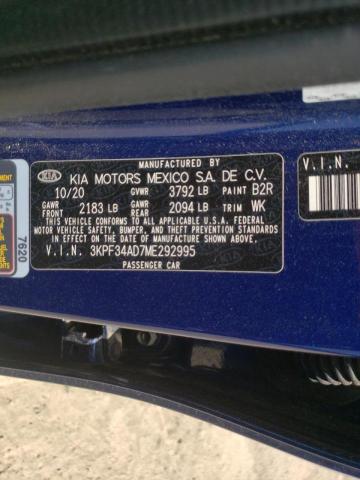 MANUFACTURED BY
KIA KIA MOTORS MEXICO S.A. DE C.V.
10/20 GVWR 3792 LB PAINT B2R
GAWR FRONT 2183 LB GAWR RR 2094 LB TRIM WK
THIS VEHICLE CONFORMS TO ALL APPLICABLE U.S.A. FEDERAL
MOTOR VEHICLE SAFETY, BUMPER, AND THEFT PREVENTION
STANDARDS IN EFFECT ON THE DATE OF MANUFACTURE SHOWN ABOVE.
V.I.N. 3KPF34AD7ME292995
PASSENGER CAR
V.I.N.
7620